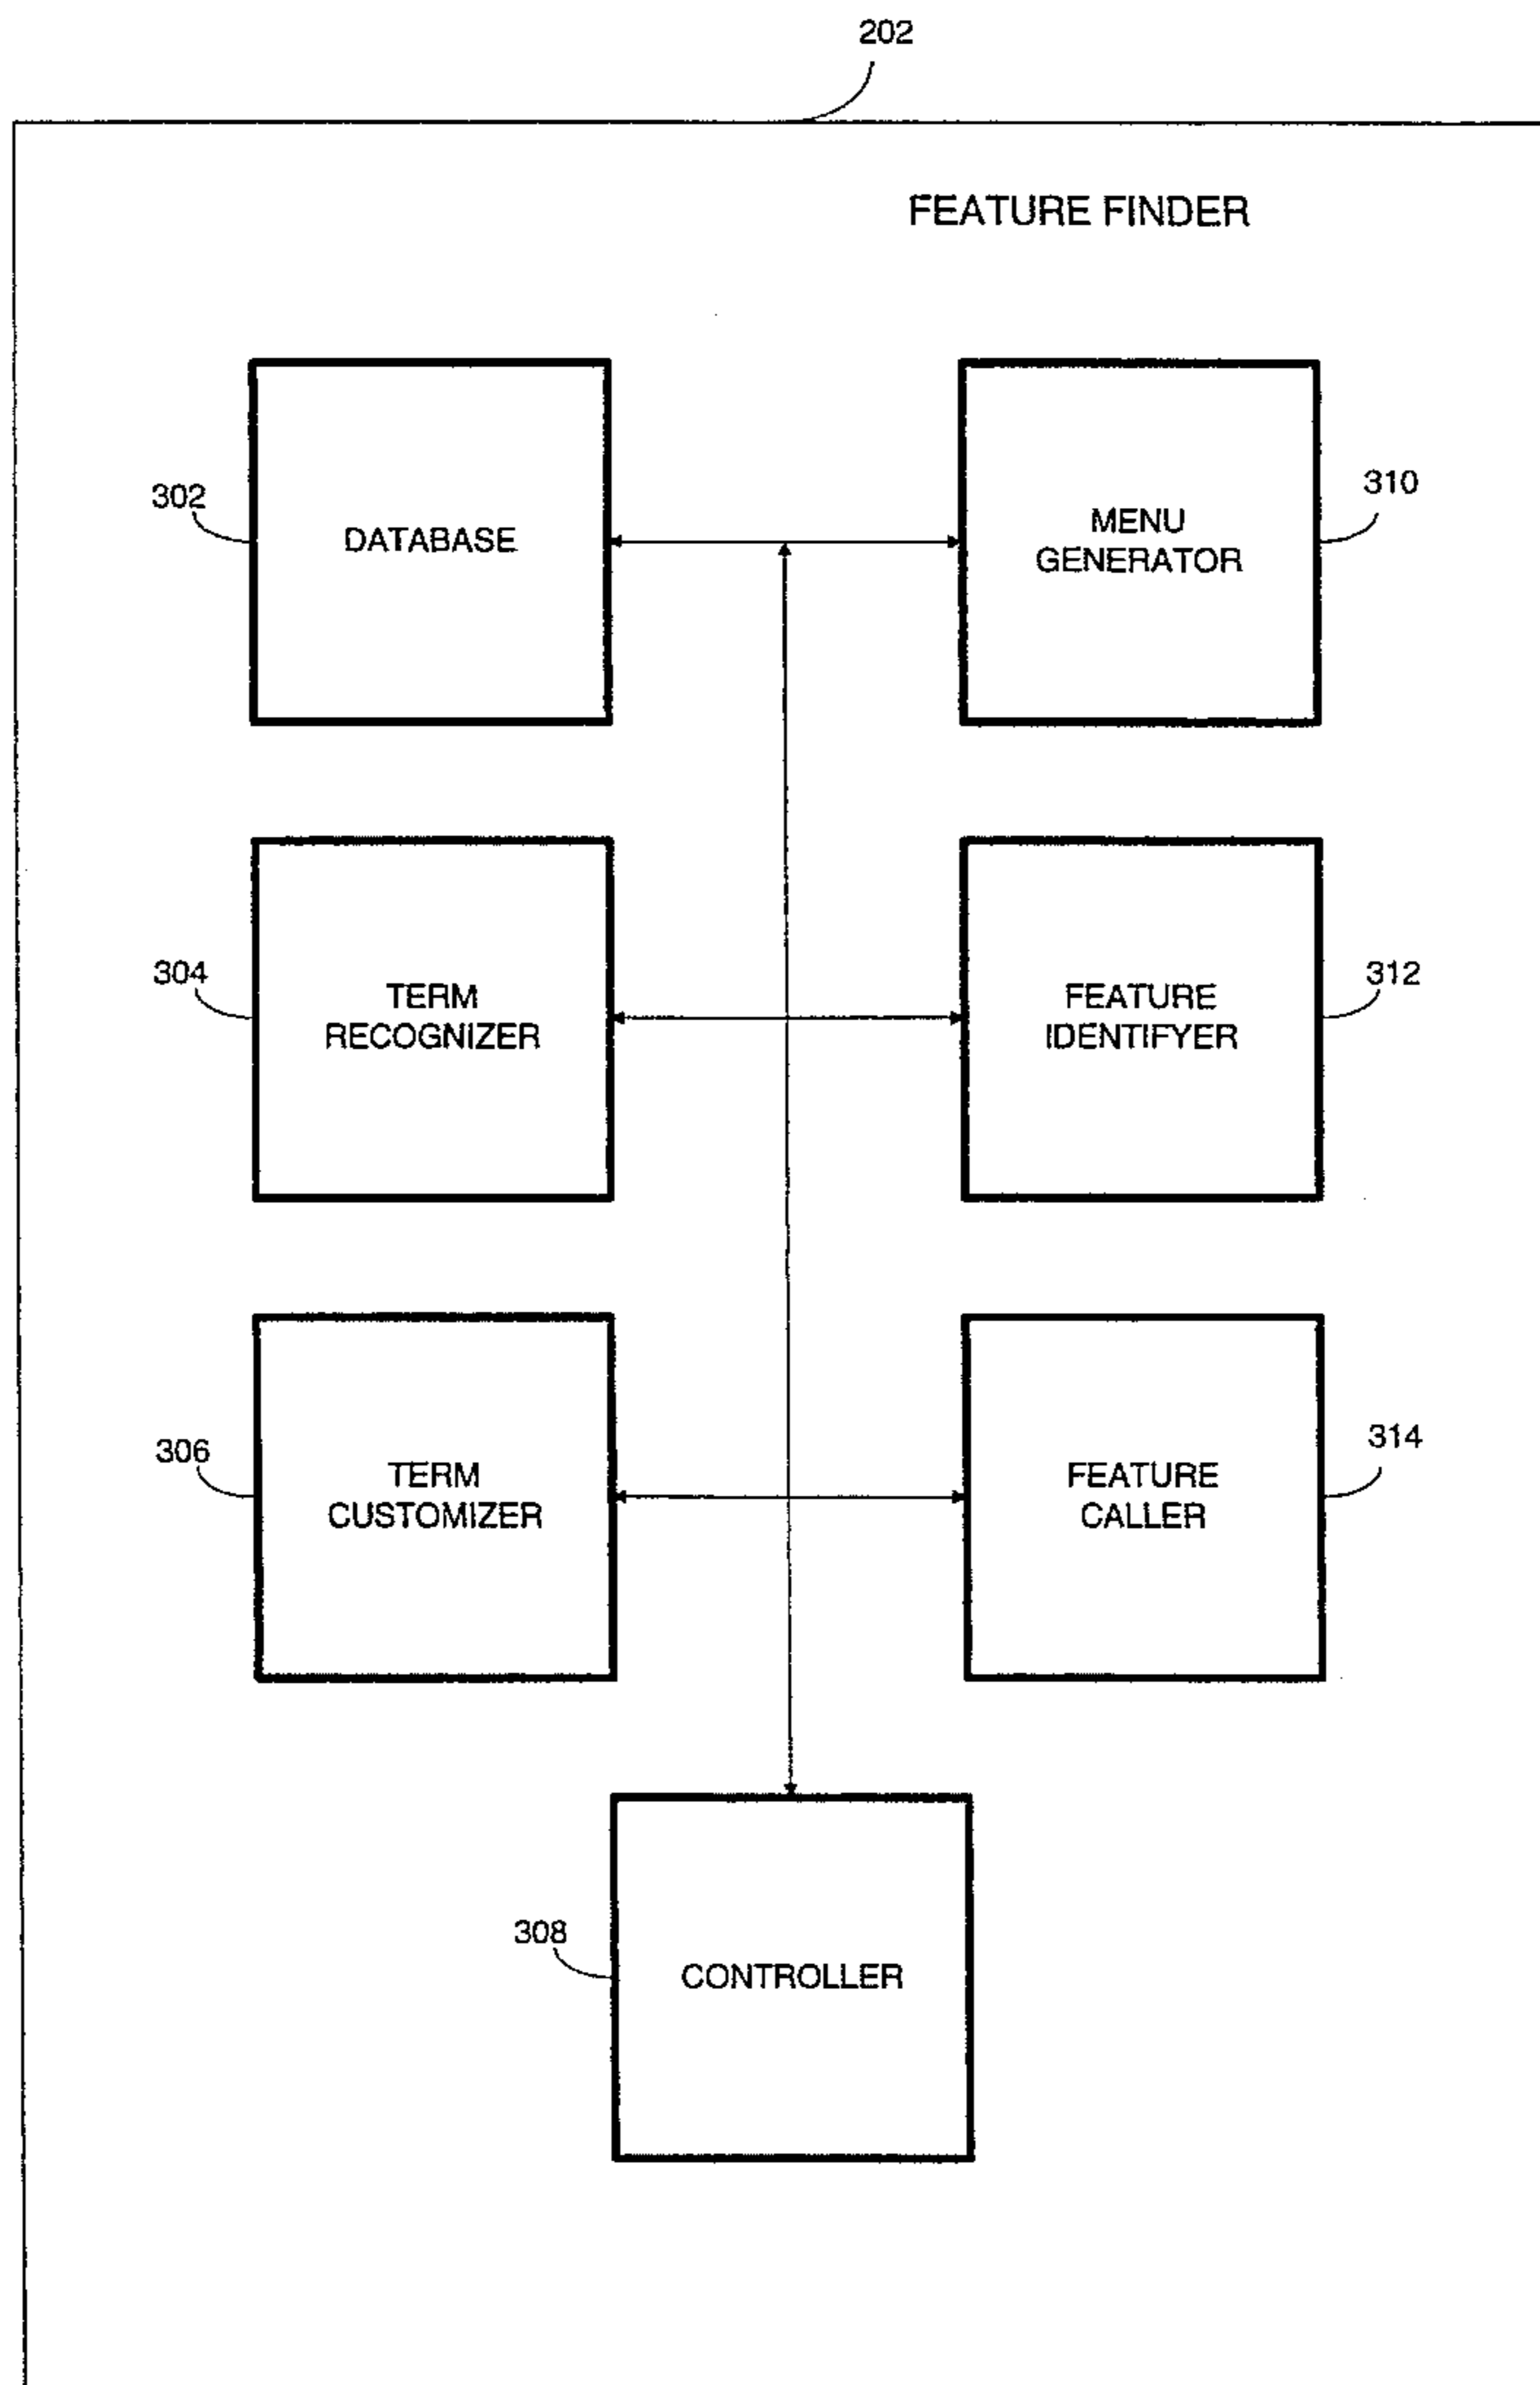 202
FEATURE FINDER
302
DATABASE
MENU
GENERATOR
310
304
TERM
RECOGNIZER
FEATURE
IDENTIFYER
312
306
TERM
CUSTOMIZER
FEATURE
CALLER
314
308
CONTROLLER